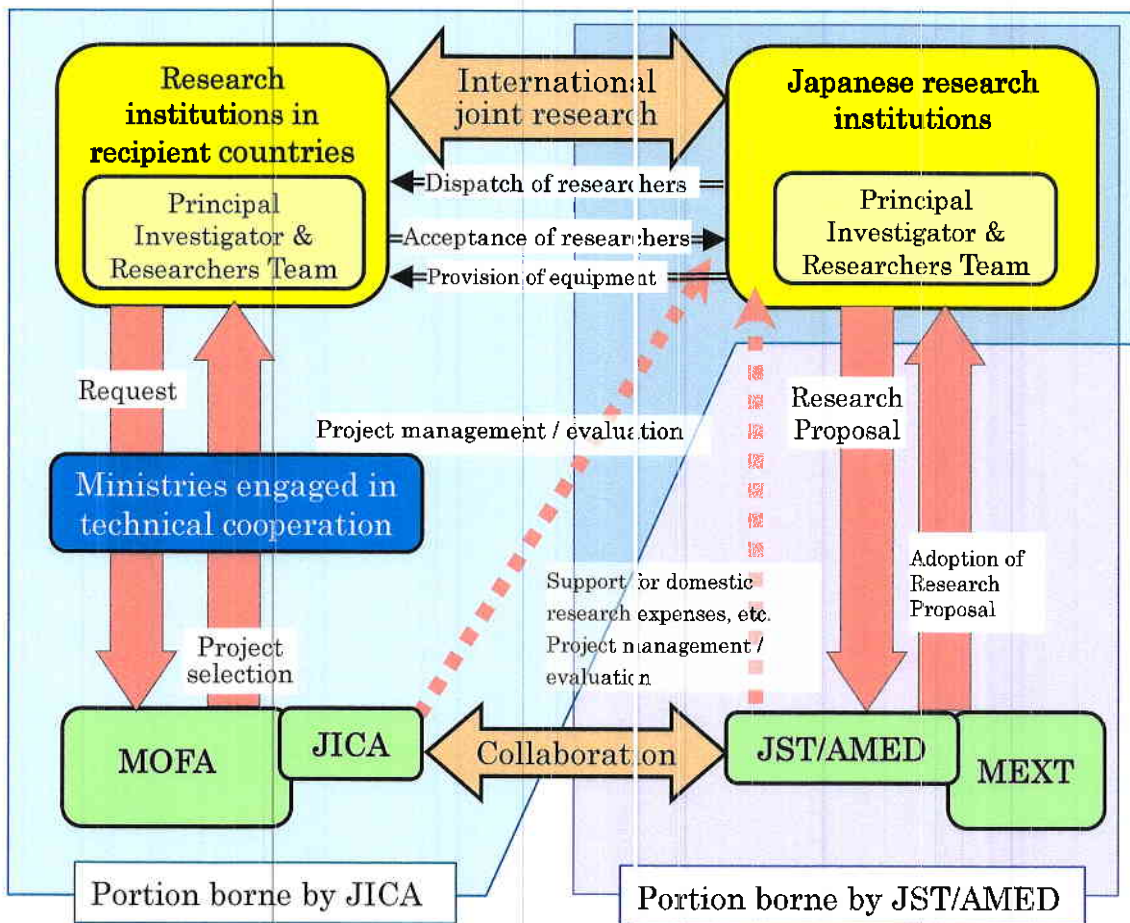 Research
institutions in
recipient countries
Principal
Investigator &
Researchers Team
International
joint research
Japanese research
institutions
Principal
Investigator &
Researchers Team
Dispatch of researchers
Acceptance of researchers
Provision of equipment
Request
Project management / evaluation
Research
Proposal
Ministries engaged in
technical cooperation
Adoption of
Research
Proposal
Support for domestic
research expenses, etc.
Project management /
evaluation
Project
selection
MOFA
JICA
Collaboration
JST/AMED
MEXT
Portion borne by JICA
Portion borne by JST/AMED